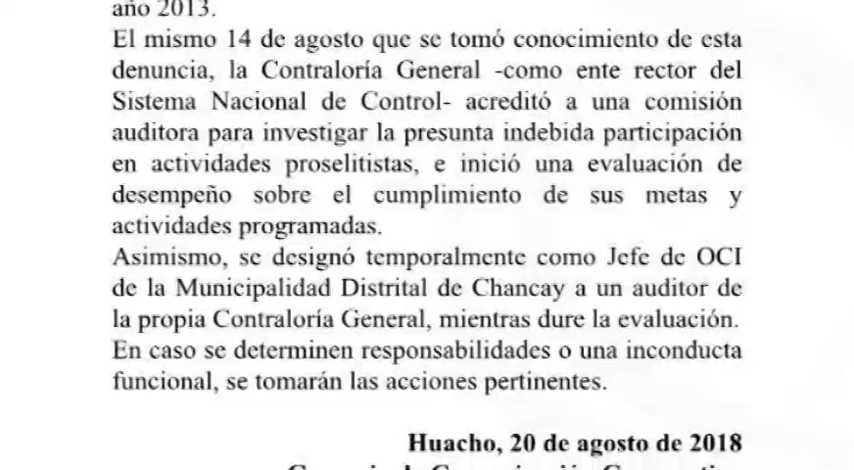 año 2013.
El mismo 14 de agosto que se tomó conocimiento de esta
denuncia, la Contraloría General -como ente rector del
Sistema Nacional de Control- acreditó a una comisión
auditora para investigar la presunta indebida participación
en actividades proselitistas, e inició una evaluación de
desempeño sobre el cumplimiento de sus metas y
actividades programadas.
Asimismo, se designó temporalmente como Jefe de OCI
de la Municipalidad Distrital de Chancay a un auditor de
la propia Contraloría General, mientras dure la evaluación.
En caso se determinen responsabilidades o una inconducta
funcional, se tomarán las acciones pertinentes.
Huacho, 20 de agosto de 2018